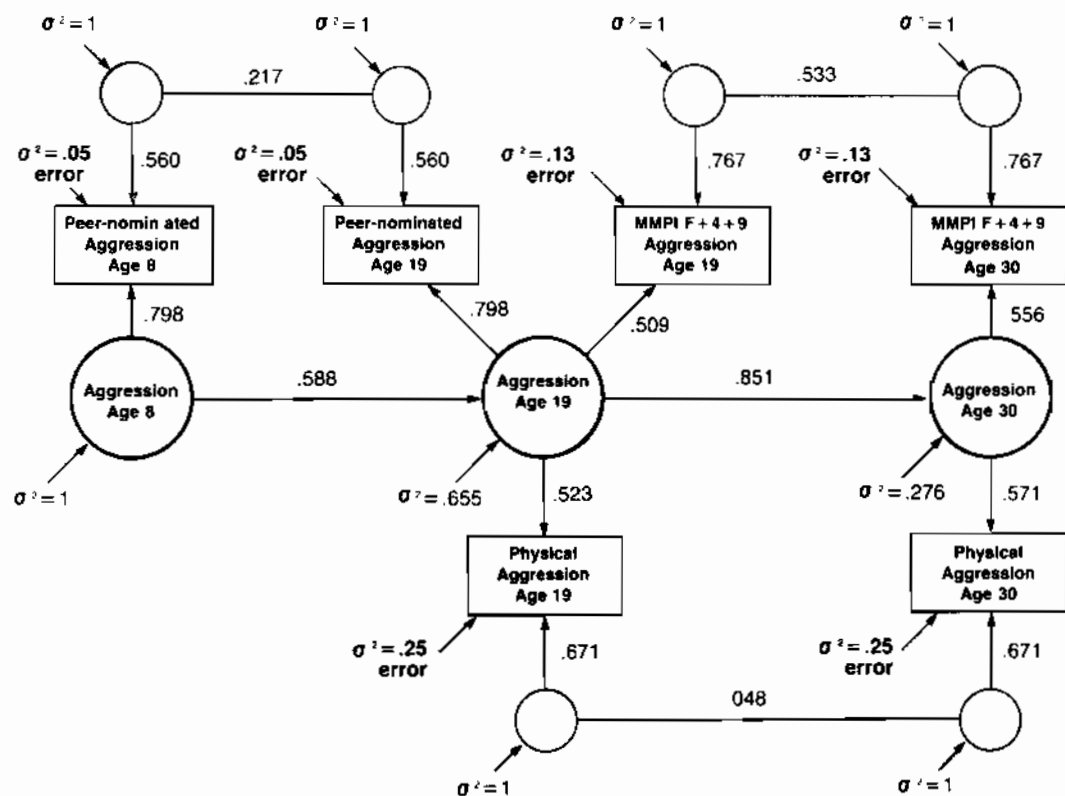 σ² = 1
σ² = 1
σ² = 1
σ² = 1
.217
.533
σ² = .05
error
.560
σ² = .05
error
.560
σ² = .13
error
.767
σ² = .13
error
.767
Peer-nomin ated
Aggression
Age 8
Peer-nominated
Aggression
Age 19
MMPI F + 4 + 9
Aggression
Age 19
MMPI F + 4 + 9
Aggression
Age 30
.798
.798
.509
556
Aggression
Age 8
.588
Aggression
Age 19
.851
Aggression
Age 30
σ² = 1
σ² = .655
.523
σ² = .276
.571
Physical
Aggression
Age 19
Physical
Aggression
Age 30
σ² = .25
error
.671
σ² = .25
error
.671
048
σ² = 1
σ² = 1